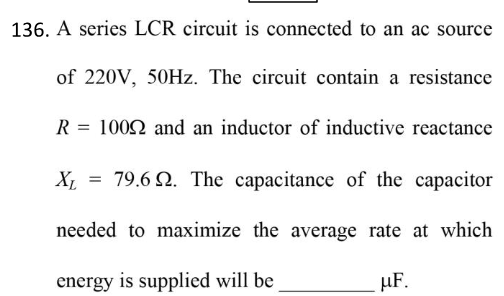 136. A series LCR circuit is connected to an ac source
of 220V, 50Hz. The circuit contain a resistance
R = 100Ω and an inductor of inductive reactance
X_L = 79.6 Ω. The capacitance of the capacitor
needed to maximize the average rate at which
energy is supplied will be _________ μF.